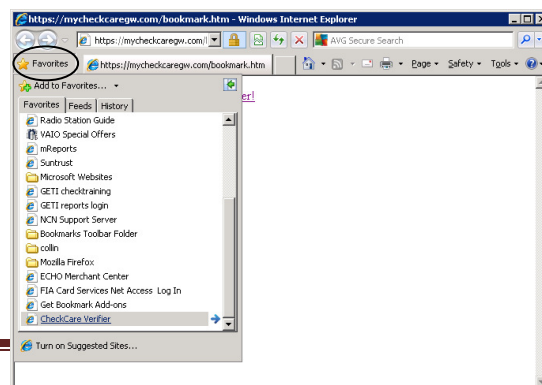 https://mycheckcaregw.com/bookmark.htm - Windows Internet Explorer
https://mycheckcaregw.com/l
AVG Secure Search
Favorites
https://mycheckcaregw.com/bookmark.htm
Page
Safety
Tools
Add to Favorites...
er!
Favorites Feeds History
Radio Station Guide
VAIO Special Offers
mReports
Suntrust
Microsoft Websites
GETI checktraining
GETI reports login
NCN Support Server
Bookmarks Toolbar Folder
collin
Mozilla Firefox
ECHO Merchant Center
FIA Card Services Net Access Log In
Get Bookmark Add-ons
CheckCare Verifier
Turn on Suggested Sites...